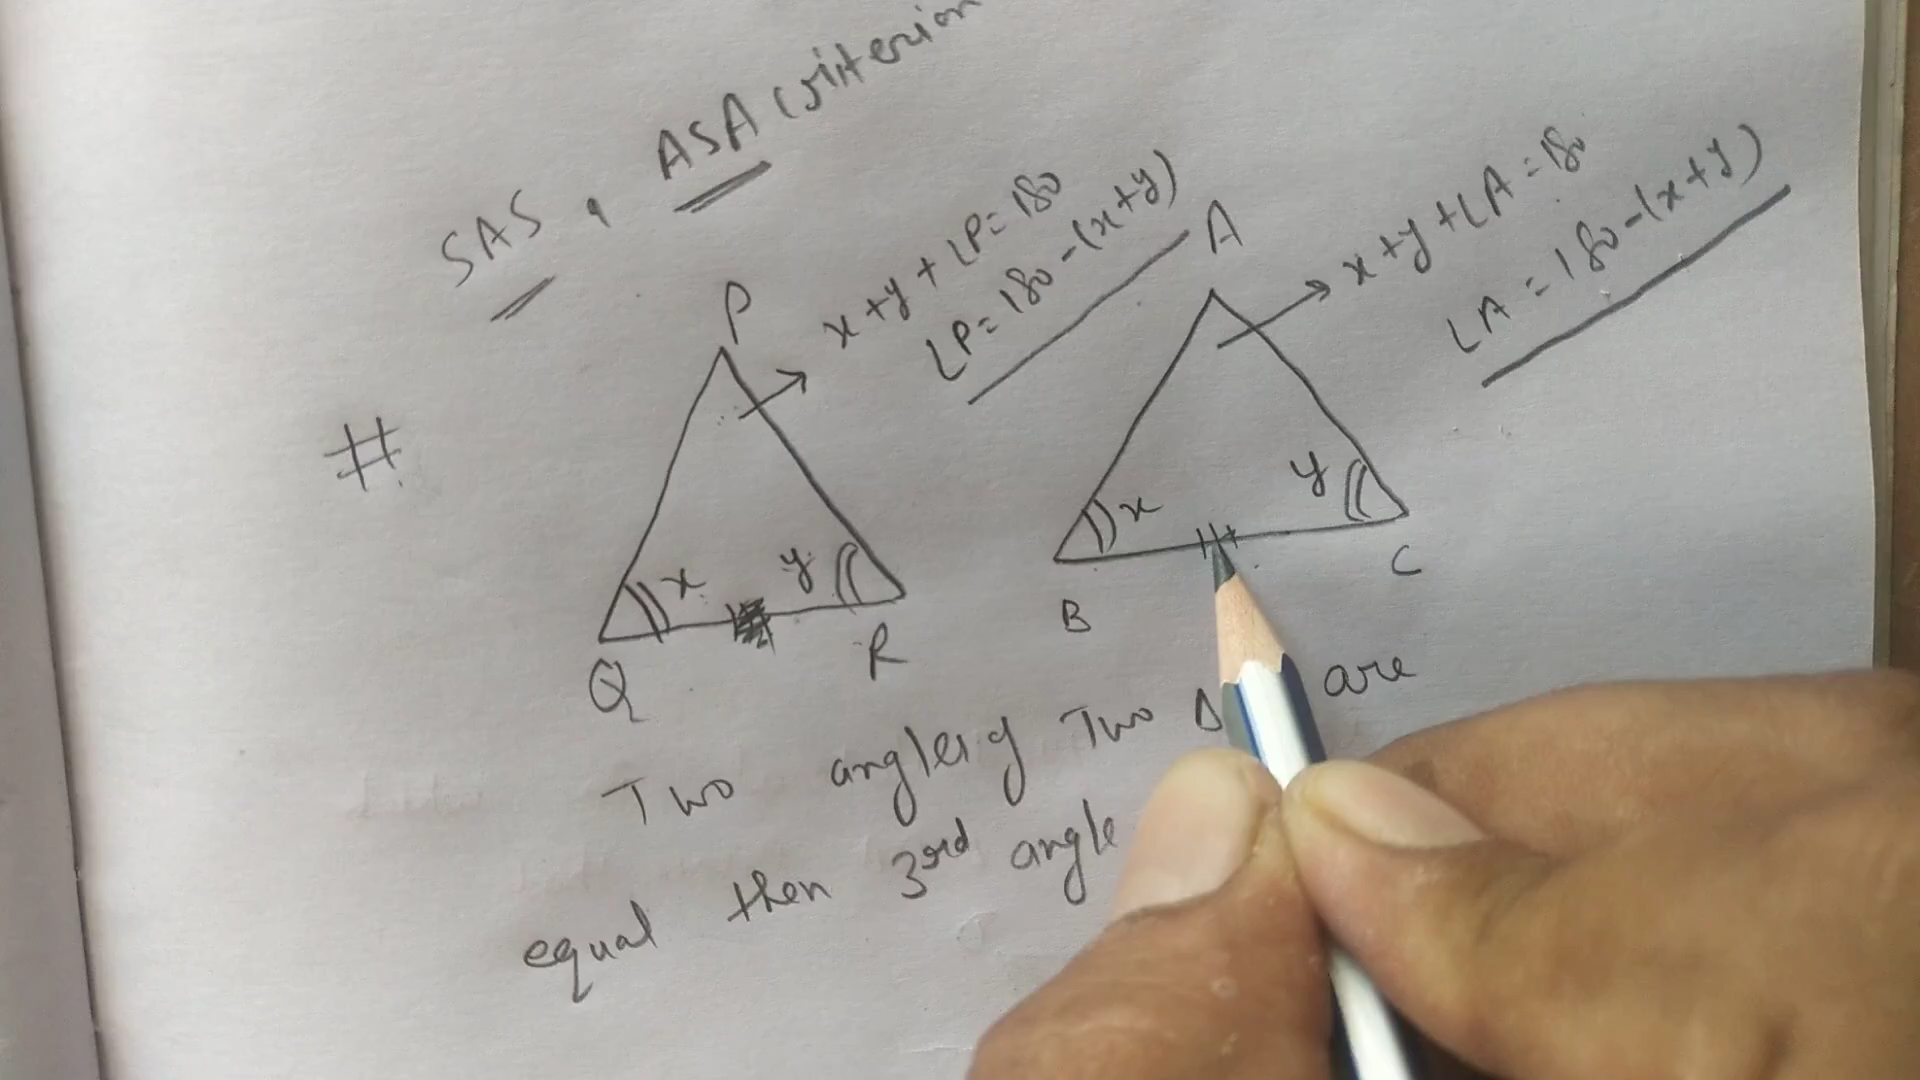 SAS, ASA Criterion
x+y+∠P=180
∠P=180-(x+y)
x+y+∠A=180
∠A=180-(x+y)
#
P
A
x
y
x
y
Q
R
B
C
Two angles of Two Δ are
equal then 3rd angle